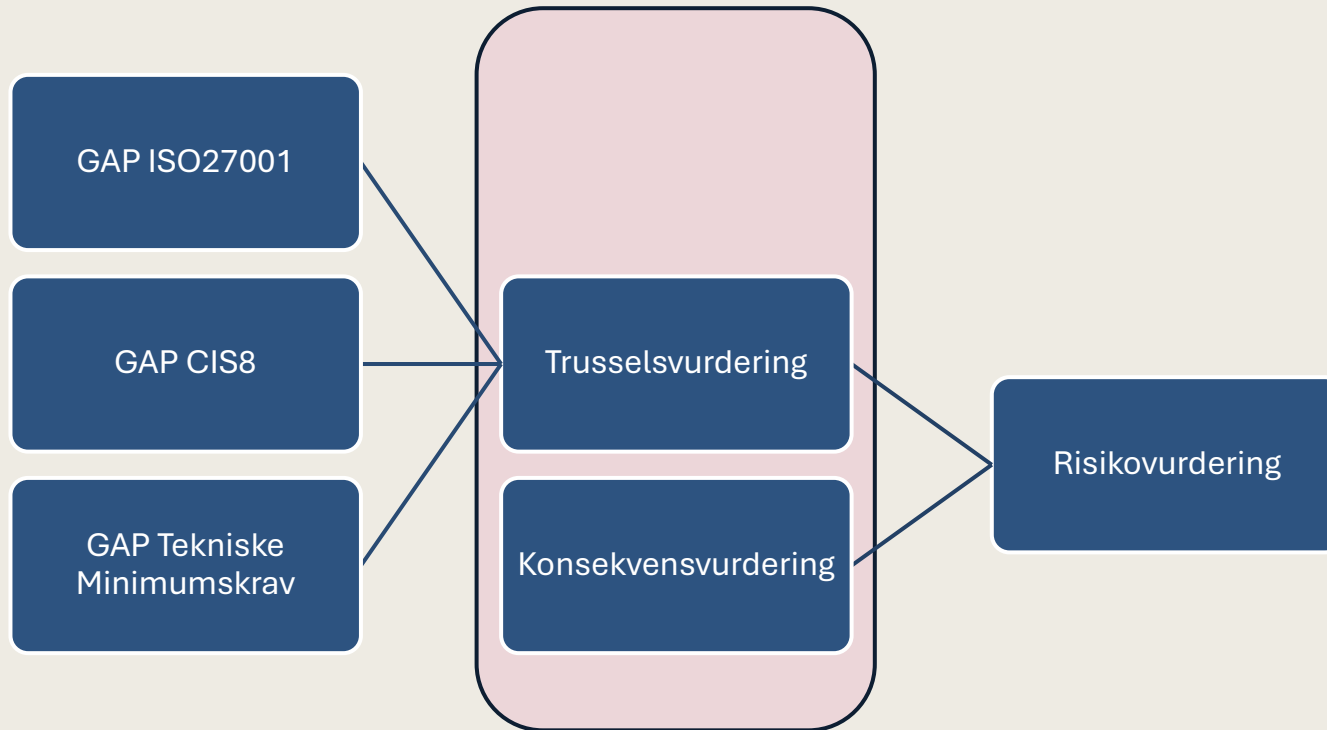 GAP ISO27001
GAP CIS8
GAP Tekniske
Minimumskrav
Trusselsvurdering
Konsekvensvurdering
Risikovurdering